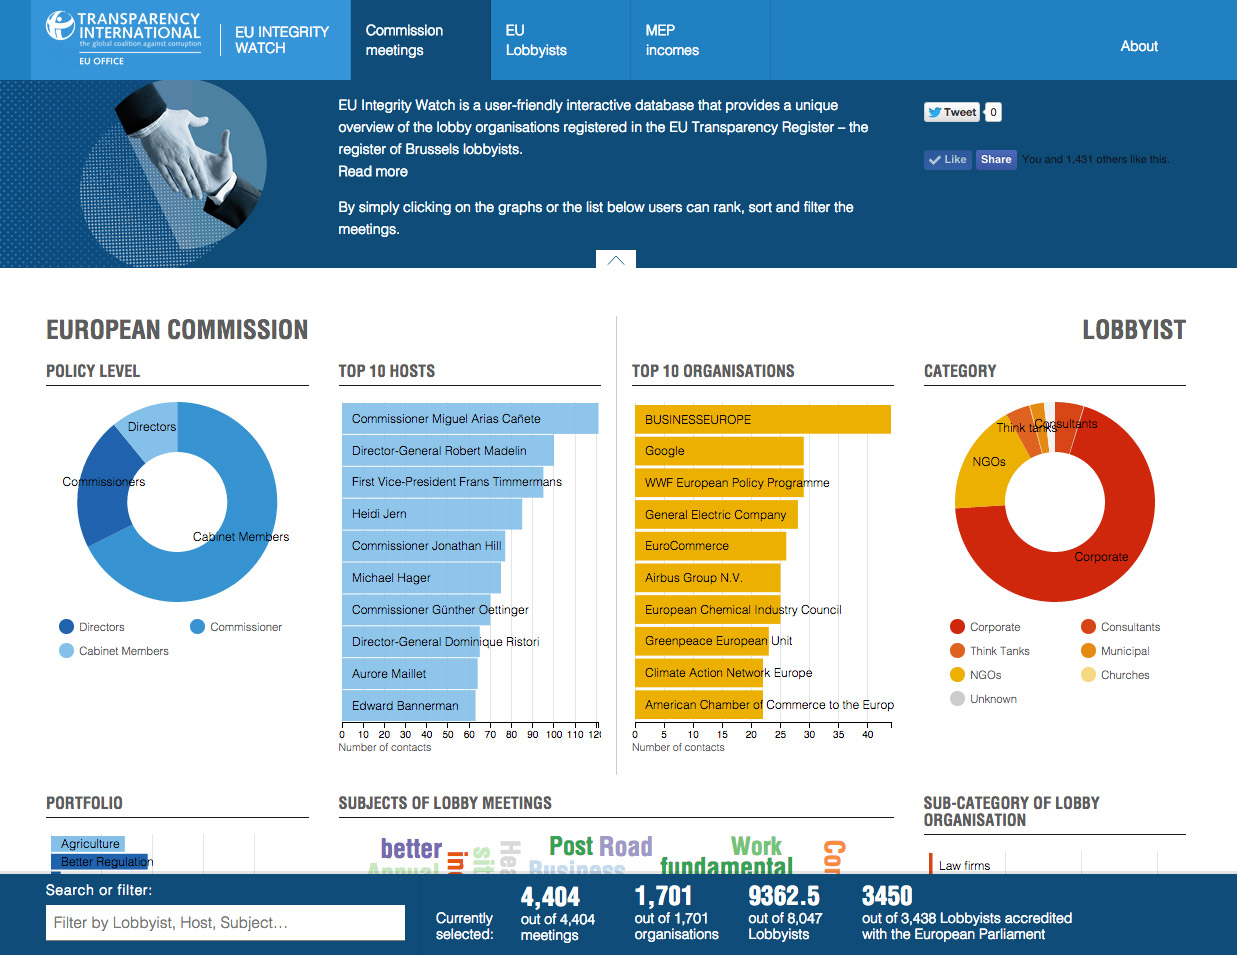 TRANSPARENCY
INTERNATIONAL
the global coalition against corruption
EU OFFICE
EU INTEGRITY
WATCH
Commission
meetings
EU
Lobbyists
MEP
incomes
About
EU Integrity Watch is a user-friendly interactive database that provides a unique
overview of the lobby organisations registered in the EU Transparency Register – the
register of Brussels lobbyists.
Read more
By simply clicking on the graphs or the list below users can rank, sort and filter the
meetings.
Tweet 0
Like Share You and 1,431 others like this.
EUROPEAN COMMISSION
LOBBYIST
POLICY LEVEL
Directors
Commissioners
Cabinet Members
Directors
Commissioner
Cabinet Members
TOP 10 HOSTS
Commissioner Miguel Arias Cañete
Director-General Robert Madelin
First Vice-President Frans Timmermans
Heidi Jern
Commissioner Jonathan Hill
Michael Hager
Commissioner Günther Oettinger
Director-General Dominique Ristori
Aurore Maillet
Edward Bannerman
0 10 20 30 40 50 60 70 80 90 100 110
Number of contacts
TOP 10 ORGANISATIONS
BUSINESSEUROPE
Google
WWF European Policy Programme
General Electric Company
EuroCommerce
Airbus Group N.V.
European Chemical Industry Council
Greenpeace European Unit
Climate Action Network Europe
American Chamber of Commerce to the Europ
0 5 10 15 20 25 30 35 40
Number of contacts
CATEGORY
Think tanks
Consultants
NGOs
Corporate
Corporate
Consultants
Think Tanks
Municipal
NGOs
Churches
Unknown
PORTFOLIO
Agriculture
Better Regulation
SUBJECTS OF LOBBY MEETINGS
better
Post Road
Work
Annual
Business
fundamental
SUB-CATEGORY OF LOBBY
ORGANISATION
Law firms
Search or filter:
Filter by Lobbyist, Host, Subject...
Currently
selected:
4,404
out of 4,404
meetings
1,701
out of 1,701
organisations
9362.5
out of 8,047
Lobbyists
3450
out of 3,438 Lobbyists accredited
with the European Parliament